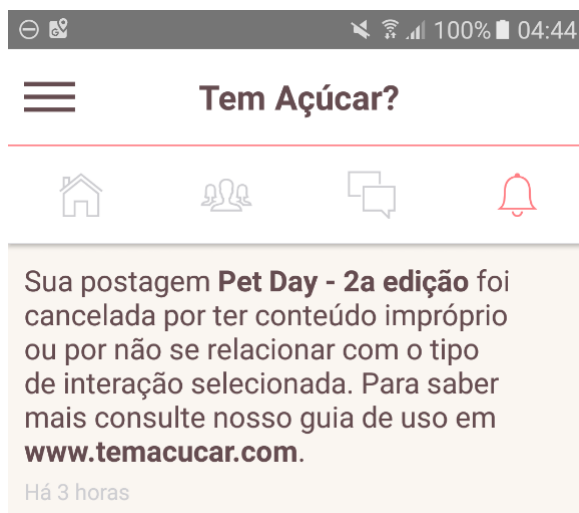 100% 04:44
Tem Açúcar?
Sua postagem Pet Day - 2a edição foi
cancelada por ter conteúdo impróprio
ou por não se relacionar com o tipo
de interação selecionada. Para saber
mais consulte nosso guia de uso em
www.temacucar.com.
Há 3 horas